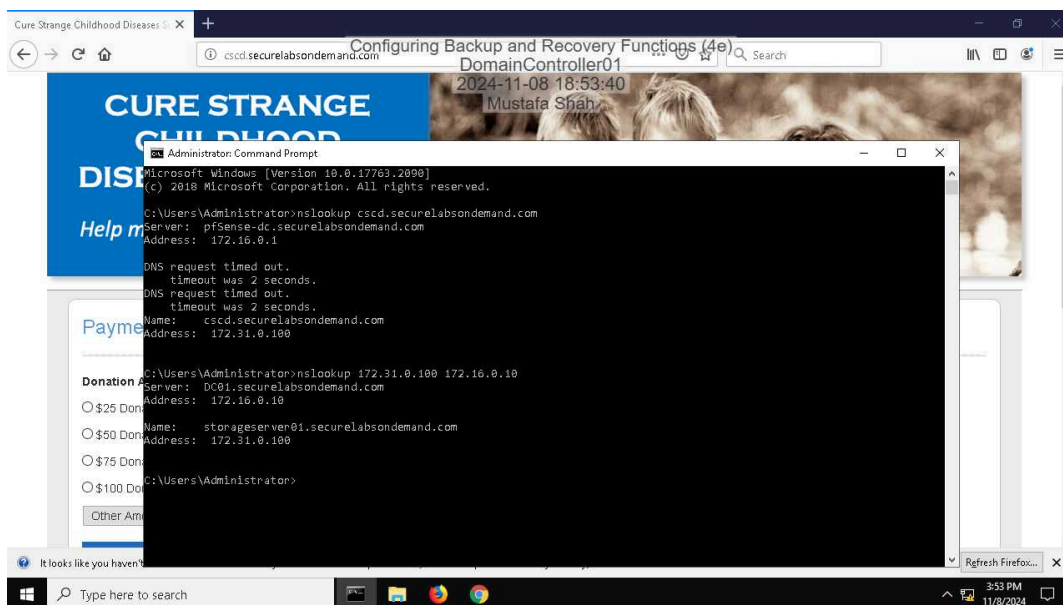 Cure Strange Childhood Diseases S
cscd.securelabsondemand.com
Search
Configuring Backup and Recovery Functions (4e)
DomainController01
2024-11-08 18:53:40
Mustafa Shah
CURE STRANGE
CHILDHOOD
DISE
Help m
Administrator: Command Prompt
Microsoft Windows [Version 10.0.17763.2090]
(c) 2018 Microsoft Corporation. All rights reserved.
C:\Users\Administrator>nslookup cscd.securelabsondemand.com
Server: pfSense-dc.securelabsondemand.com
Address: 172.16.0.1
DNS request timed out.
timeout was 2 seconds.
DNS request timed out.
timeout was 2 seconds.
Name: cscd.securelabsondemand.com
Address: 172.31.0.100
C:\Users\Administrator>nslookup 172.31.0.100 172.16.0.10
Server: DC01.securelabsondemand.com
Address: 172.16.0.10
Name: storageserver01.securelabsondemand.com
Address: 172.31.0.100
C:\Users\Administrator>
Payme
Donation A
$25 Dona
$50 Dona
$75 Dona
$100 Do
Other Am
It looks like you haven't
Refresh Firefox...
Type here to search
3:53 PM
11/8/2024